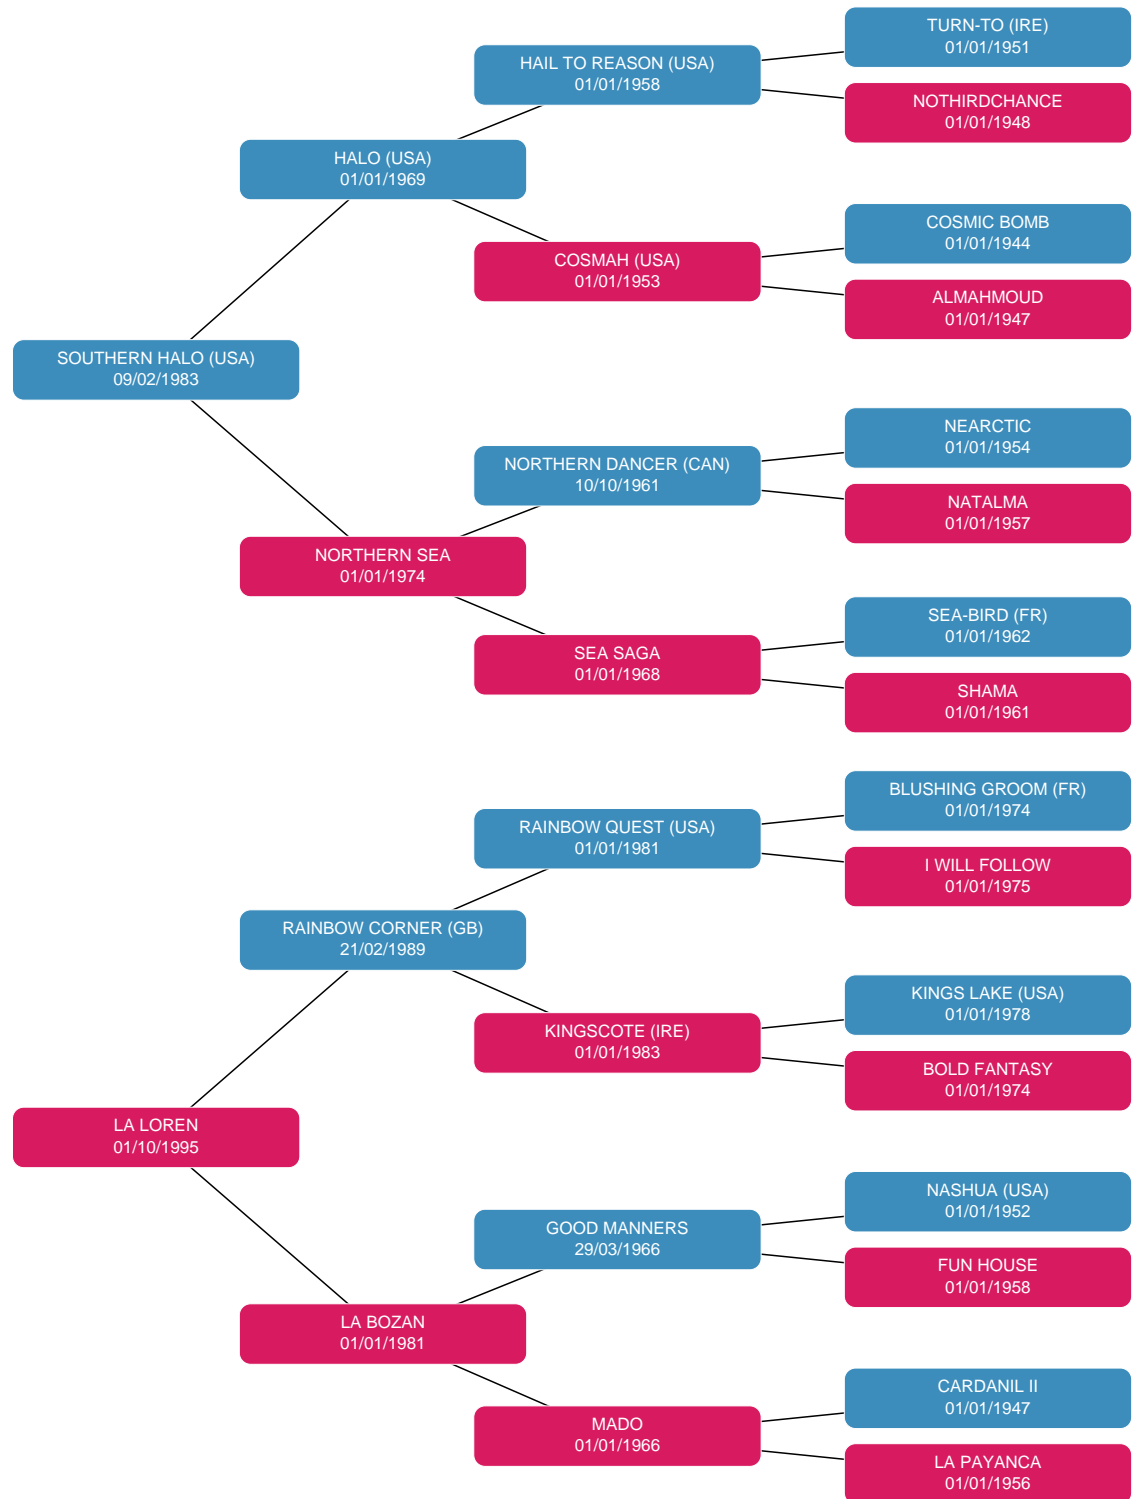 TURN-TO (IRE)
01/01/1951
HAIL TO REASON (USA)
01/01/1958
NOTHIRDCHANCE
01/01/1948
HALO (USA)
01/01/1969
COSMIC BOMB
01/01/1944
COSMAH (USA)
01/01/1953
ALMAHMOUD
01/01/1947
SOUTHERN HALO (USA)
09/02/1983
NEARCTIC
01/01/1954
NORTHERN DANCER (CAN)
10/10/1961
NATALMA
01/01/1957
NORTHERN SEA
01/01/1974
SEA-BIRD (FR)
01/01/1962
SEA SAGA
01/01/1968
SHAMA
01/01/1961
BLUSHING GROOM (FR)
01/01/1974
RAINBOW QUEST (USA)
01/01/1981
I WILL FOLLOW
01/01/1975
RAINBOW CORNER (GB)
21/02/1989
KINGS LAKE (USA)
01/01/1978
KINGSCOTE (IRE)
01/01/1983
BOLD FANTASY
01/01/1974
LA LOREN
01/10/1995
NASHUA (USA)
01/01/1952
GOOD MANNERS
29/03/1966
FUN HOUSE
01/01/1958
LA BOZAN
01/01/1981
CARDANIL II
01/01/1947
MADO
01/01/1966
LA PAYANCA
01/01/1956